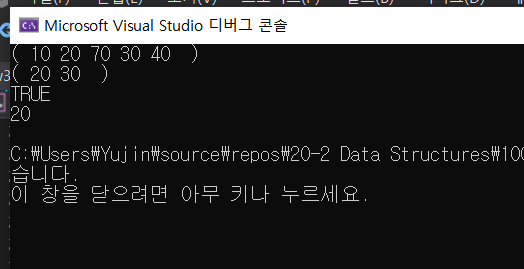 Microsoft Visual Studio 디버그 콘솔
( 10 20 70 30 40  )
( 20 30  )
TRUE
20
C:₩Users₩Yujin₩source₩repos₩20-2 Data Structures₩100
습니다.
이 창을 닫으려면 아무 키나 누르세요.